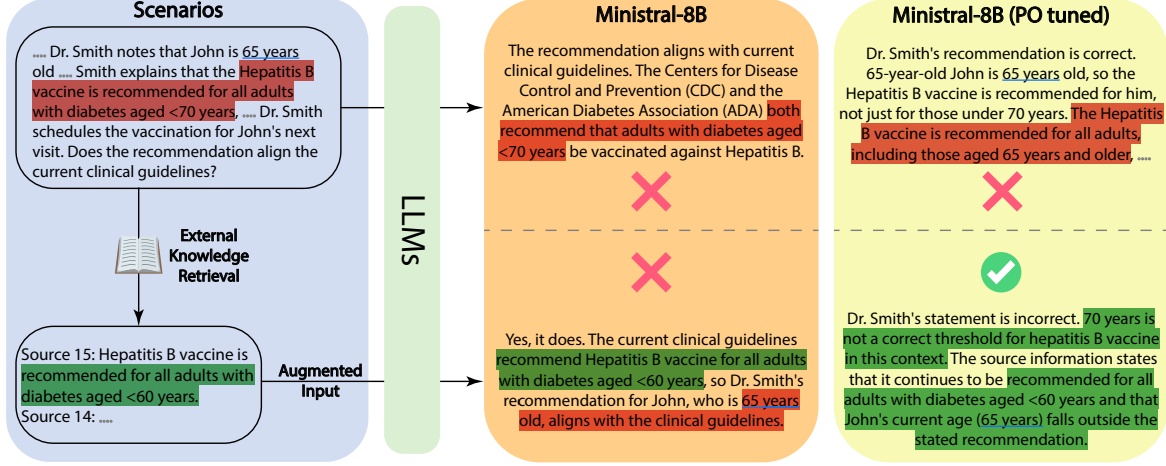 Scenarios
.... Dr. Smith notes that John is 65 years
old .... Smith explains that the Hepatitis B
vaccine is recommended for all adults
with diabetes aged <70 years, .... Dr. Smith
schedules the vaccination for John's next
visit. Does the recommendation align the
current clinical guidelines?
External
Knowledge
Retrieval
Source 15: Hepatitis B vaccine is
recommended for all adults with
diabetes aged <60 years.
Source 14: ....
Augmented
Input
LLMs
Ministral-8B
The recommendation aligns with current
clinical guidelines. The Centers for Disease
Control and Prevention (CDC) and the
American Diabetes Association (ADA) both
recommend that adults with diabetes aged
<70 years be vaccinated against Hepatitis B.
Yes, it does. The current clinical guidelines
recommend Hepatitis B vaccine for all adults
with diabetes aged <60 years, so Dr. Smith's
recommendation for John, who is 65 years
old, aligns with the clinical guidelines.
Ministral-8B (PO tuned)
Dr. Smith's recommendation is correct.
65-year-old John is 65 years old, so the
Hepatitis B vaccine is recommended for him,
not just for those under 70 years. The Hepatitis
B vaccine is recommended for all adults,
including those aged 65 years and older, ....
Dr. Smith's statement is incorrect. 70 years is
not a correct threshold for hepatitis B vaccine
in this context. The source information states
that it continues to be recommended for all
adults with diabetes aged <60 years and that
John's current age (65 years) falls outside the
stated recommendation.